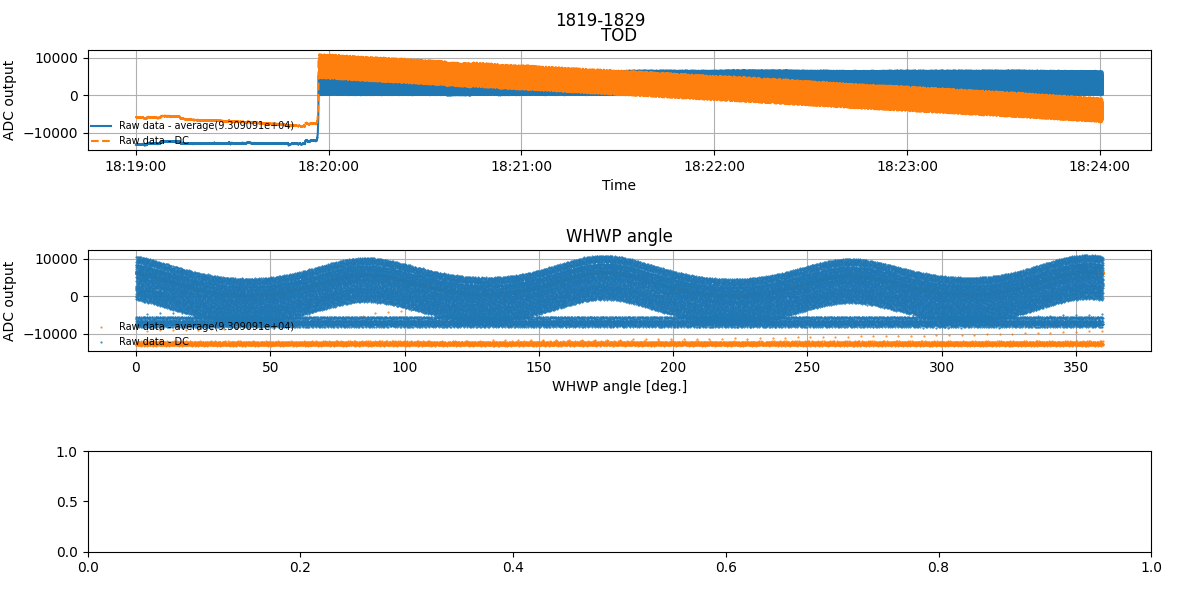 1819-1829
TOD
ADC output
10000
0
−10000
Raw data - average(9.309091e+04)
Raw data - DC
18:19:00 18:20:00 18:21:00 18:22:00 18:23:00 18:24:00
Time
WHWP angle
ADC output
10000
0
−10000
Raw data - average(9.309091e+04)
Raw data - DC
0 50 100 150 200 250 300 350
WHWP angle [deg.]
1.0
0.5
0.0
0.0 0.2 0.4 0.6 0.8 1.0